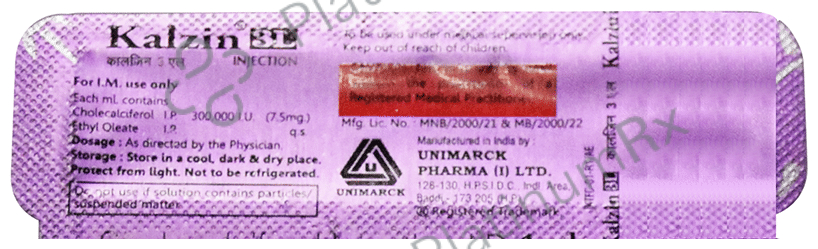 Kalzin® 3L
कालजिन 3 एल INJECTION
For I.M. use only
Each mL contains
Cholecalciferol I.P. 300,000 I.U. (7.5mg.)
Ethyl Oleate I.P. q.s.
Dosage : As directed by the Physician.
Storage : Store in a cool, dark & dry place.
Protect from light. Not to be refrigerated.
Do not use if solution contains particles/
suspended matter
To be used under medical supervision only.
Keep out of reach of children.
Registered Medical Practitioner
Mfg. Lic. No. : MNB/2000/21 & MB/2000/22
UNIMARCK
Manufactured in India by :
UNIMARCK
PHARMA (I) LTD.
126-130, H.P.S.I.D.C., Indl. Area,
Baddi - 173 205 (H.P.)
® Registered Trademark
Kalzin
Kalzin 3L कालजिन 3 एल
PlatinumRx